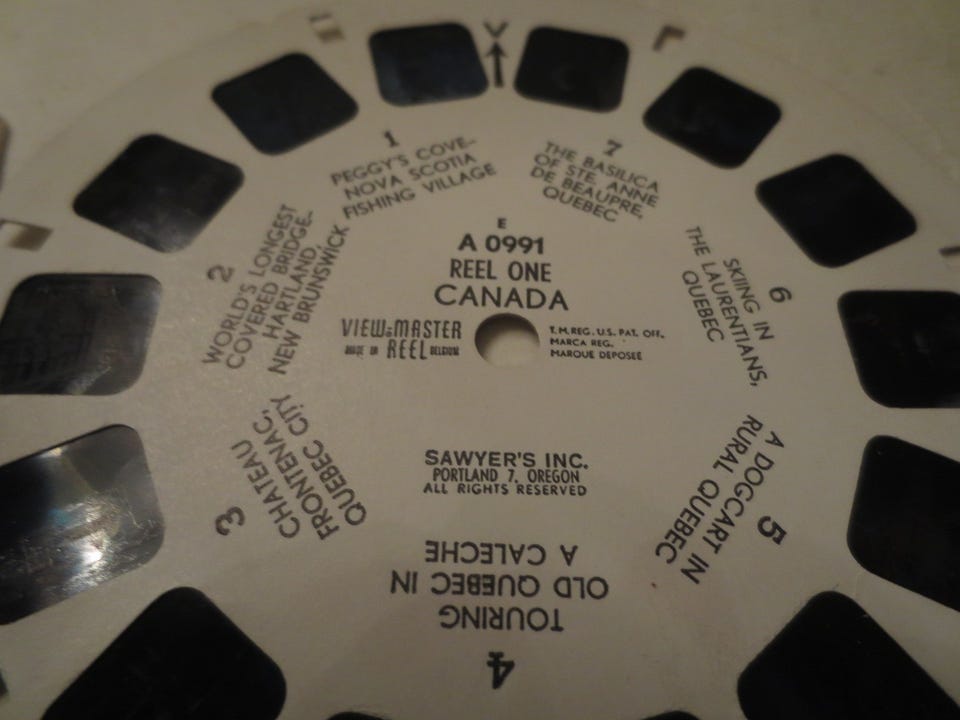 E
A 0991
REEL ONE
CANADA
VIEW-MASTER
MADE IN REEL BELGIUM
T.M. REG. U.S. PAT. OFF.
MARCA REG.
MARQUE DEPOSEE
SAWYER'S INC.
PORTLAND 7, OREGON
ALL RIGHTS RESERVED
1
PEGGY'S COVE-
NOVA SCOTIA
FISHING VILLAGE
2
WORLD'S LONGEST
COVERED BRIDGE-
HARTLAND,
NEW BRUNSWICK
3
CHATEAU
FRONTENAC,
QUEBEC CITY
4
TOURING
OLD QUEBEC IN
A CALECHE
5
A DOGCART IN
RURAL QUEBEC
6
SKIING IN
THE LAURENTIANS,
QUEBEC
7
THE BASILICA
OF STE. ANNE
DE BEAUPRE,
QUEBEC